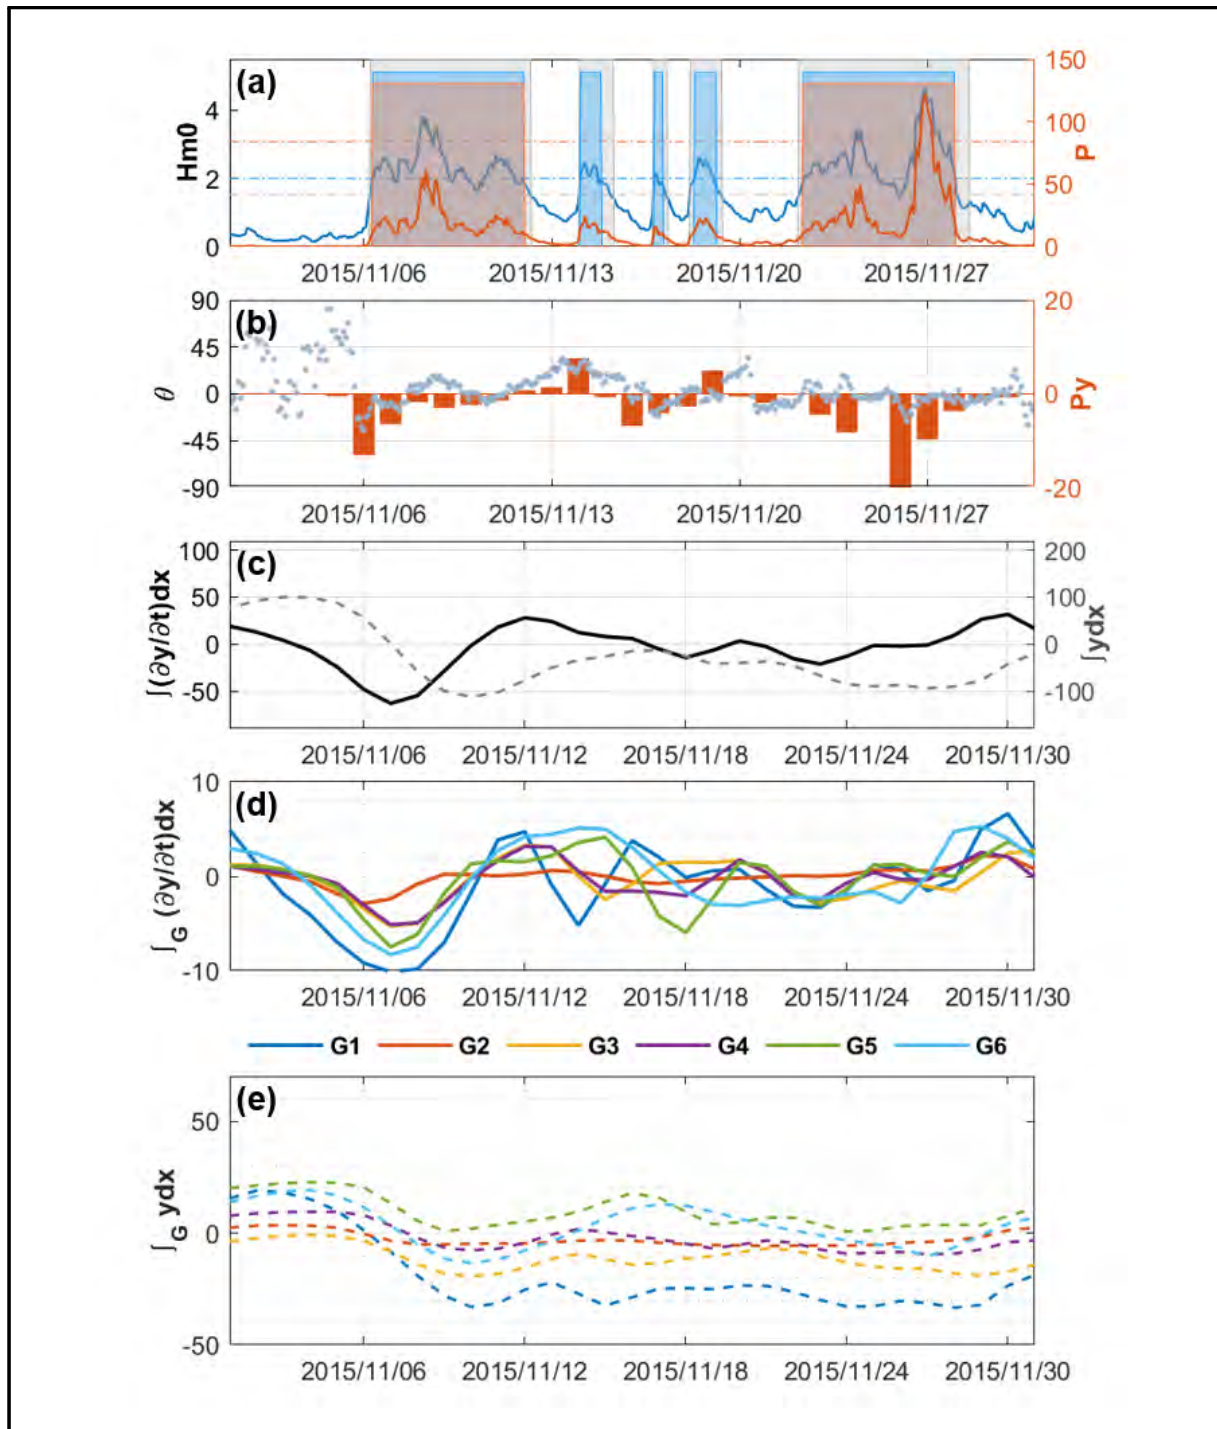 (a)
Hm0
4
2
0
150
100
50
0
P
2015/11/06 2015/11/13 2015/11/20 2015/11/27
(b)
θ
90
45
0
-45
-90
20
0
-20
Py
2015/11/06 2015/11/13 2015/11/20 2015/11/27
(c)
∫(∂y/∂t)dx
100
50
0
-50
200
100
0
-100
∫ydx
2015/11/06 2015/11/12 2015/11/18 2015/11/24 2015/11/30
(d)
∫G (∂y/∂t)dx
10
0
-10
2015/11/06 2015/11/12 2015/11/18 2015/11/24 2015/11/30
G1 G2 G3 G4 G5 G6
(e)
∫G ydx
50
0
-50
2015/11/06 2015/11/12 2015/11/18 2015/11/24 2015/11/30